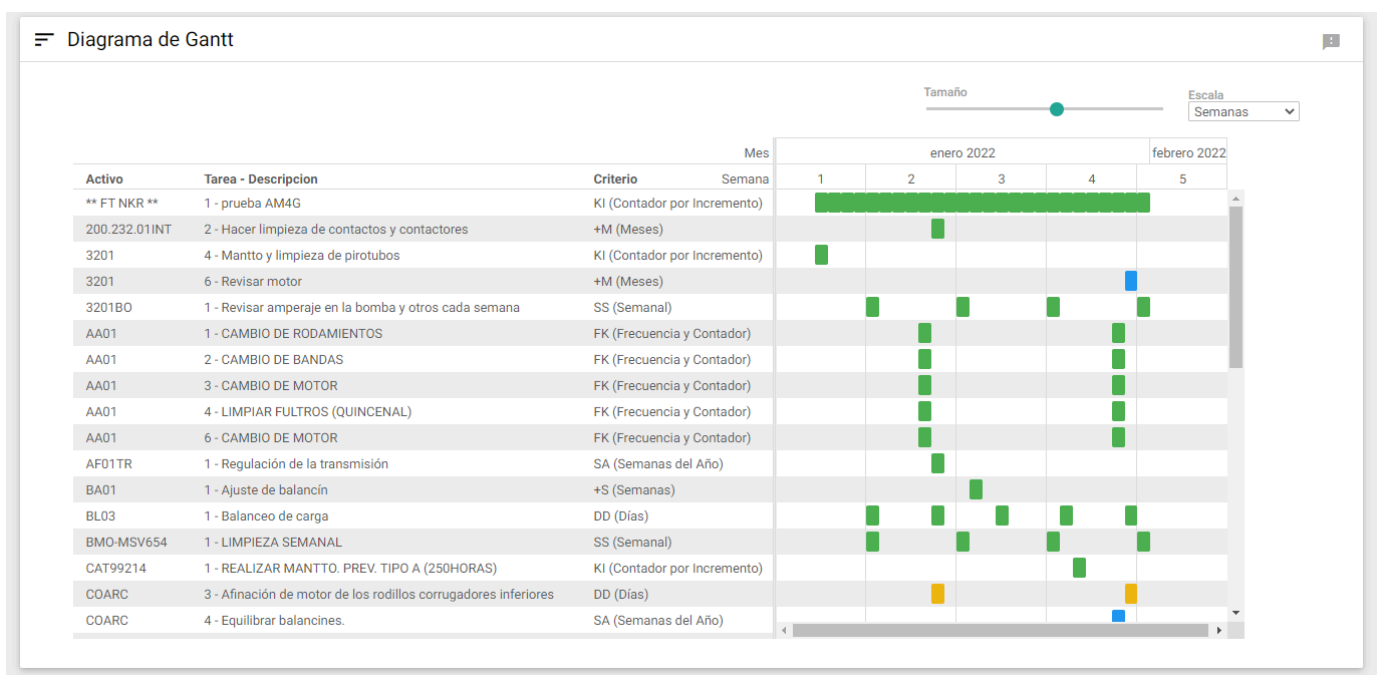 Diagrama de Gantt
Tamaño
Escala
Semanas
Mes enero 2022 febrero 2022
Activo Tarea - Descripcion Criterio Semana 1 2 3 4 5
** FT NKR ** 1 - prueba AM4G KI (Contador por Incremento)
200.232.01INT 2 - Hacer limpieza de contactos y contactores +M (Meses)
3201 4 - Mantto y limpieza de pirotubos KI (Contador por Incremento)
3201 6 - Revisar motor +M (Meses)
3201BO 1 - Revisar amperaje en la bomba y otros cada semana SS (Semanal)
AA01 1 - CAMBIO DE RODAMIENTOS FK (Frecuencia y Contador)
AA01 2 - CAMBIO DE BANDAS FK (Frecuencia y Contador)
AA01 3 - CAMBIO DE MOTOR FK (Frecuencia y Contador)
AA01 4 - LIMPIAR FULTROS (QUINCENAL) FK (Frecuencia y Contador)
AA01 6 - CAMBIO DE MOTOR FK (Frecuencia y Contador)
AF01TR 1 - Regulación de la transmisión SA (Semanas del Año)
BA01 1 - Ajuste de balancín +S (Semanas)
BL03 1 - Balanceo de carga DD (Días)
BMO-MSV654 1 - LIMPIEZA SEMANAL SS (Semanal)
CAT99214 1 - REALIZAR MANTTO. PREV. TIPO A (250HORAS) KI (Contador por Incremento)
COARC 3 - Afinación de motor de los rodillos corrugadores inferiores DD (Días)
COARC 4 - Equilibrar balancines. SA (Semanas del Año)